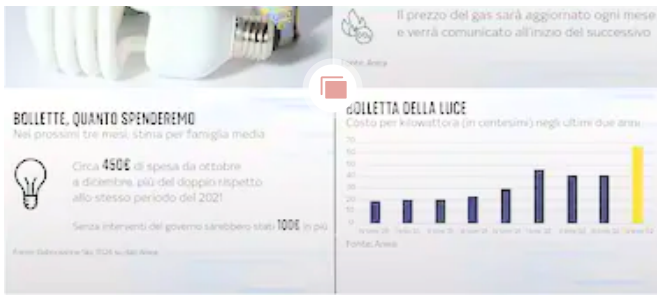 Il prezzo del gas sarà aggiornato ogni mese
e verrà comunicato all'inizio del successivo
Fonte, Arera
BOLLETTE, QUANTO SPENDEREMO
Nei prossimi tre mesi, stima per famiglia media
Circa 450€ di spesa da ottobre
a dicembre, più del doppio rispetto
allo stesso periodo del 2021
Senza interventi del governo sarebbero stati 100€ in più
BOLLETTA DELLA LUCE
Costo per kilowattora (in centesimi) negli ultimi due anni
70
60
50
40
30
20
10
0
Fonte, Arera